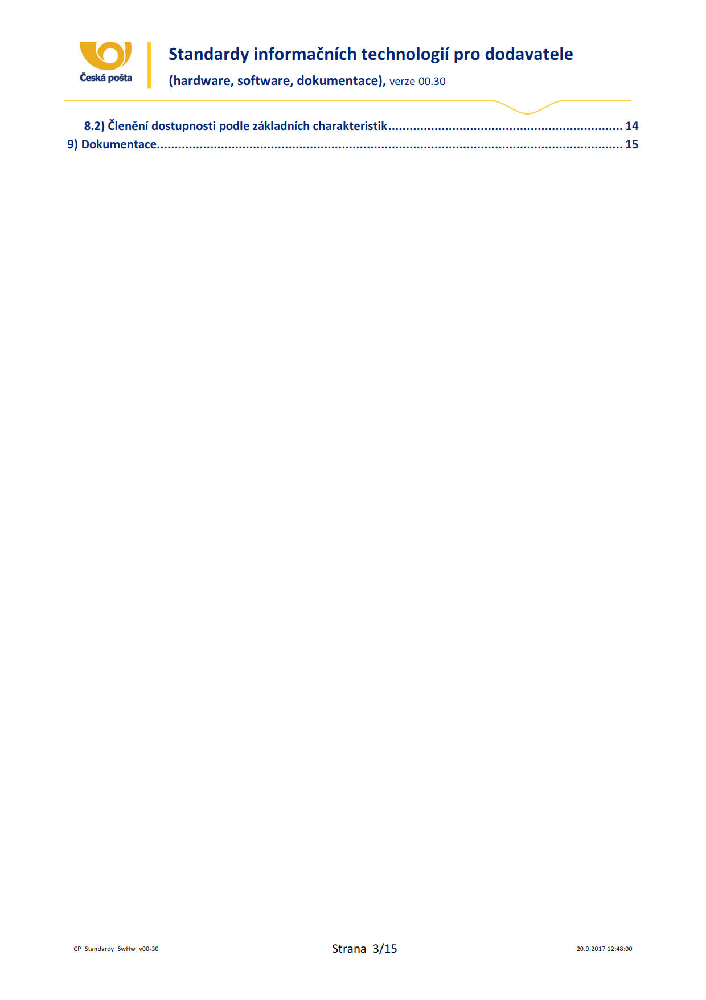 Česká pošta
Standardy informačních technologií pro dodavatele
(hardware, software, dokumentace), verze 00.30
8.2) Členění dostupnosti podle základních charakteristik.................................................................. 14
9) Dokumentace................................................................................................................................... 15
CP_Standardy_SwHw_v00-30
Strana 3/15
20.9.2017 12:48:00